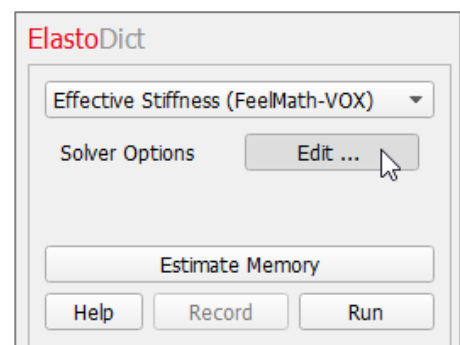 ElastoDict
Effective Stiffness (FeelMath-VOX)
Solver Options Edit ...
Estimate Memory
Help Record Run